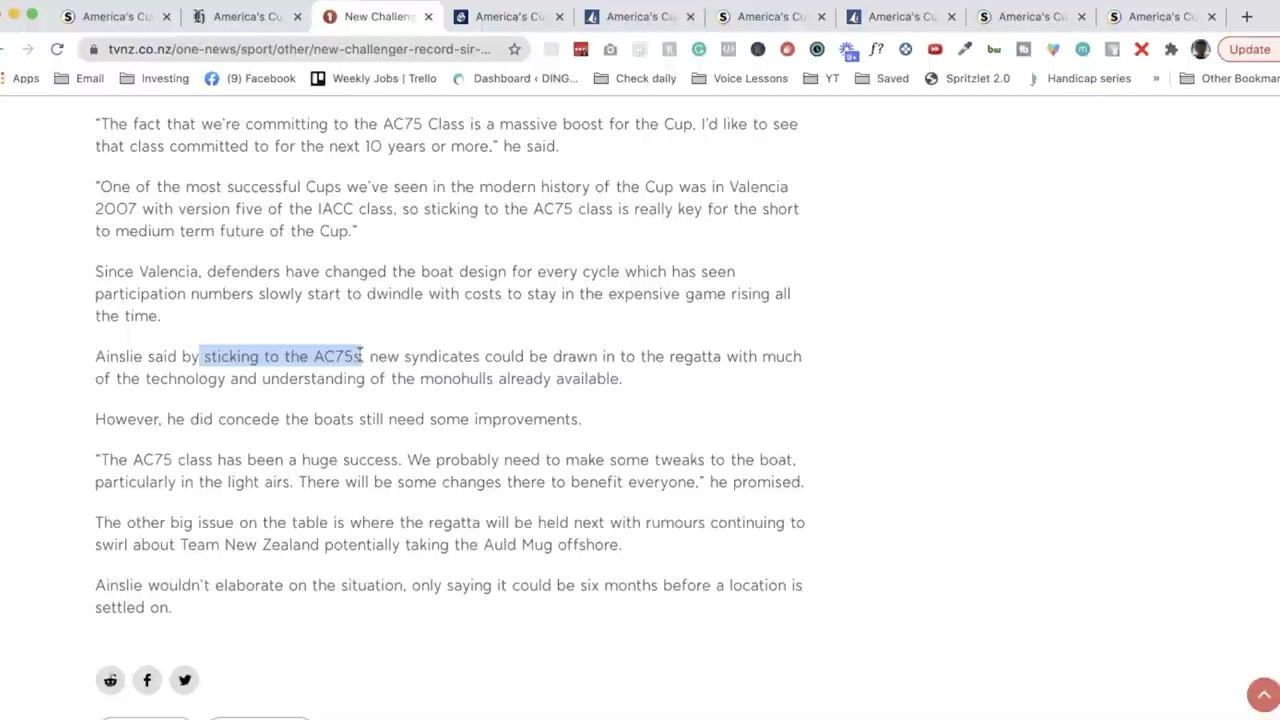 America's Cu
America's Cu
New Challeng
America's Cu
America's Cu
America's Cu
America's Cu
America's Cu
America's Cu
tvnz.co.nz/one-news/sport/other/new-challenger-record-sir-...
f?
Update
Apps
Email
Investing
(9) Facebook
Weekly Jobs | Trello
Dashboard ‹ DING...
Check daily
Voice Lessons
YT
Saved
Spritzlet 2.0
Handicap series
»
Other Bookmar
"The fact that we're committing to the AC75 Class is a massive boost for the Cup, I'd like to see
that class committed to for the next 10 years or more," he said.
"One of the most successful Cups we've seen in the modern history of the Cup was in Valencia
2007 with version five of the IACC class, so sticking to the AC75 class is really key for the short
to medium term future of the Cup."
Since Valencia, defenders have changed the boat design for every cycle which has seen
participation numbers slowly start to dwindle with costs to stay in the expensive game rising all
the time.
Ainslie said by sticking to the AC75s, new syndicates could be drawn in to the regatta with much
of the technology and understanding of the monohulls already available.
However, he did concede the boats still need some improvements.
"The AC75 class has been a huge success. We probably need to make some tweaks to the boat,
particularly in the light airs. There will be some changes there to benefit everyone," he promised.
The other big issue on the table is where the regatta will be held next with rumours continuing to
swirl about Team New Zealand potentially taking the Auld Mug offshore.
Ainslie wouldn't elaborate on the situation, only saying it could be six months before a location is
settled on.